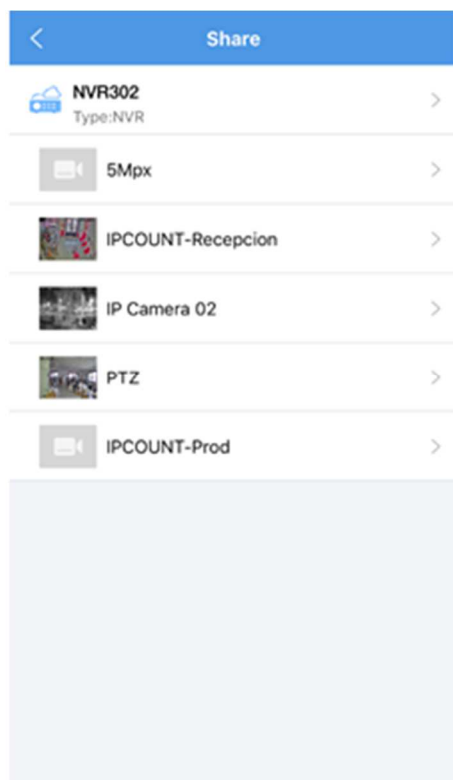 Share
NVR302
Type:NVR
5Mpx
IPCOUNT-Recepcion
IP Camera 02
PTZ
IPCOUNT-Prod